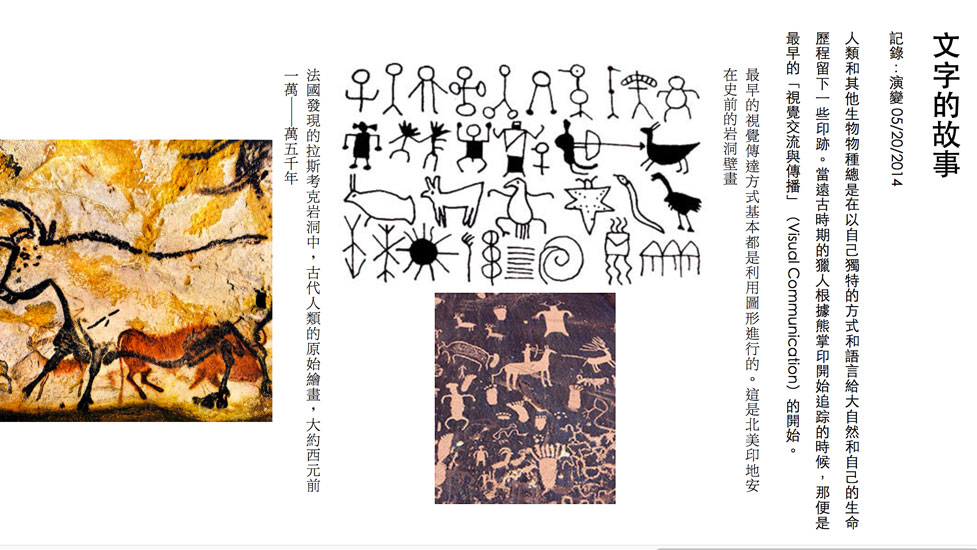 文字的故事
記錄：演變 05/20/2014
人類和其他生物物種總是在以自己獨特的方式和語言給大自然和自己的生命
歷程留下一些印跡。當遠古時期的獵人根據熊掌印開始追踪的時候，那便是
最早的「視覺交流與傳播」（Visual Communication）的開始。
最早的視覺傳達方式基本都是利用圖形進行的。這是北美印地安
在史前的岩洞壁畫
法國發現的拉斯考克岩洞中，古代人類的原始繪畫，大約西元前
一萬——萬五千年